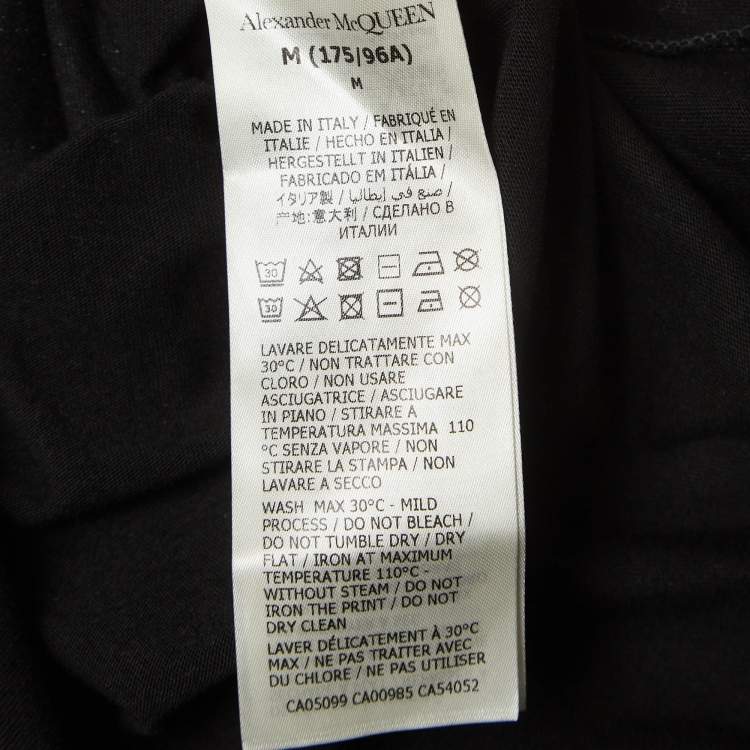 Alexander McQUEEN
M (175/96A)
M
MADE IN ITALY / FABRIQUÉ EN
ITALIE / HECHO EN ITALIA /
HERGESTELLT IN ITALIEN /
FABRICADO EM ITÁLIA /
イタリア製 / صنع في إيطاليا /
产地:意大利 / СДЕЛАНО В
ИТАЛИИ
30
30
LAVARE DELICATAMENTE MAX
30°C / NON TRATTARE CON
CLORO / NON USARE
ASCIUGATRICE / ASCIUGARE
IN PIANO / STIRARE A
TEMPERATURA MASSIMA 110
°C SENZA VAPORE / NON
STIRARE LA STAMPA / NON
LAVARE A SECCO
WASH MAX 30°C - MILD
PROCESS / DO NOT BLEACH /
DO NOT TUMBLE DRY / DRY
FLAT / IRON AT MAXIMUM
TEMPERATURE 110°C -
WITHOUT STEAM / DO NOT
IRON THE PRINT / DO NOT
DRY CLEAN
LAVER DÉLICATEMENT À 30°C
MAX / NE PAS TRAITER AVEC
DU CHLORE / NE PAS UTILISER
CA05099 CA00985 CA54052